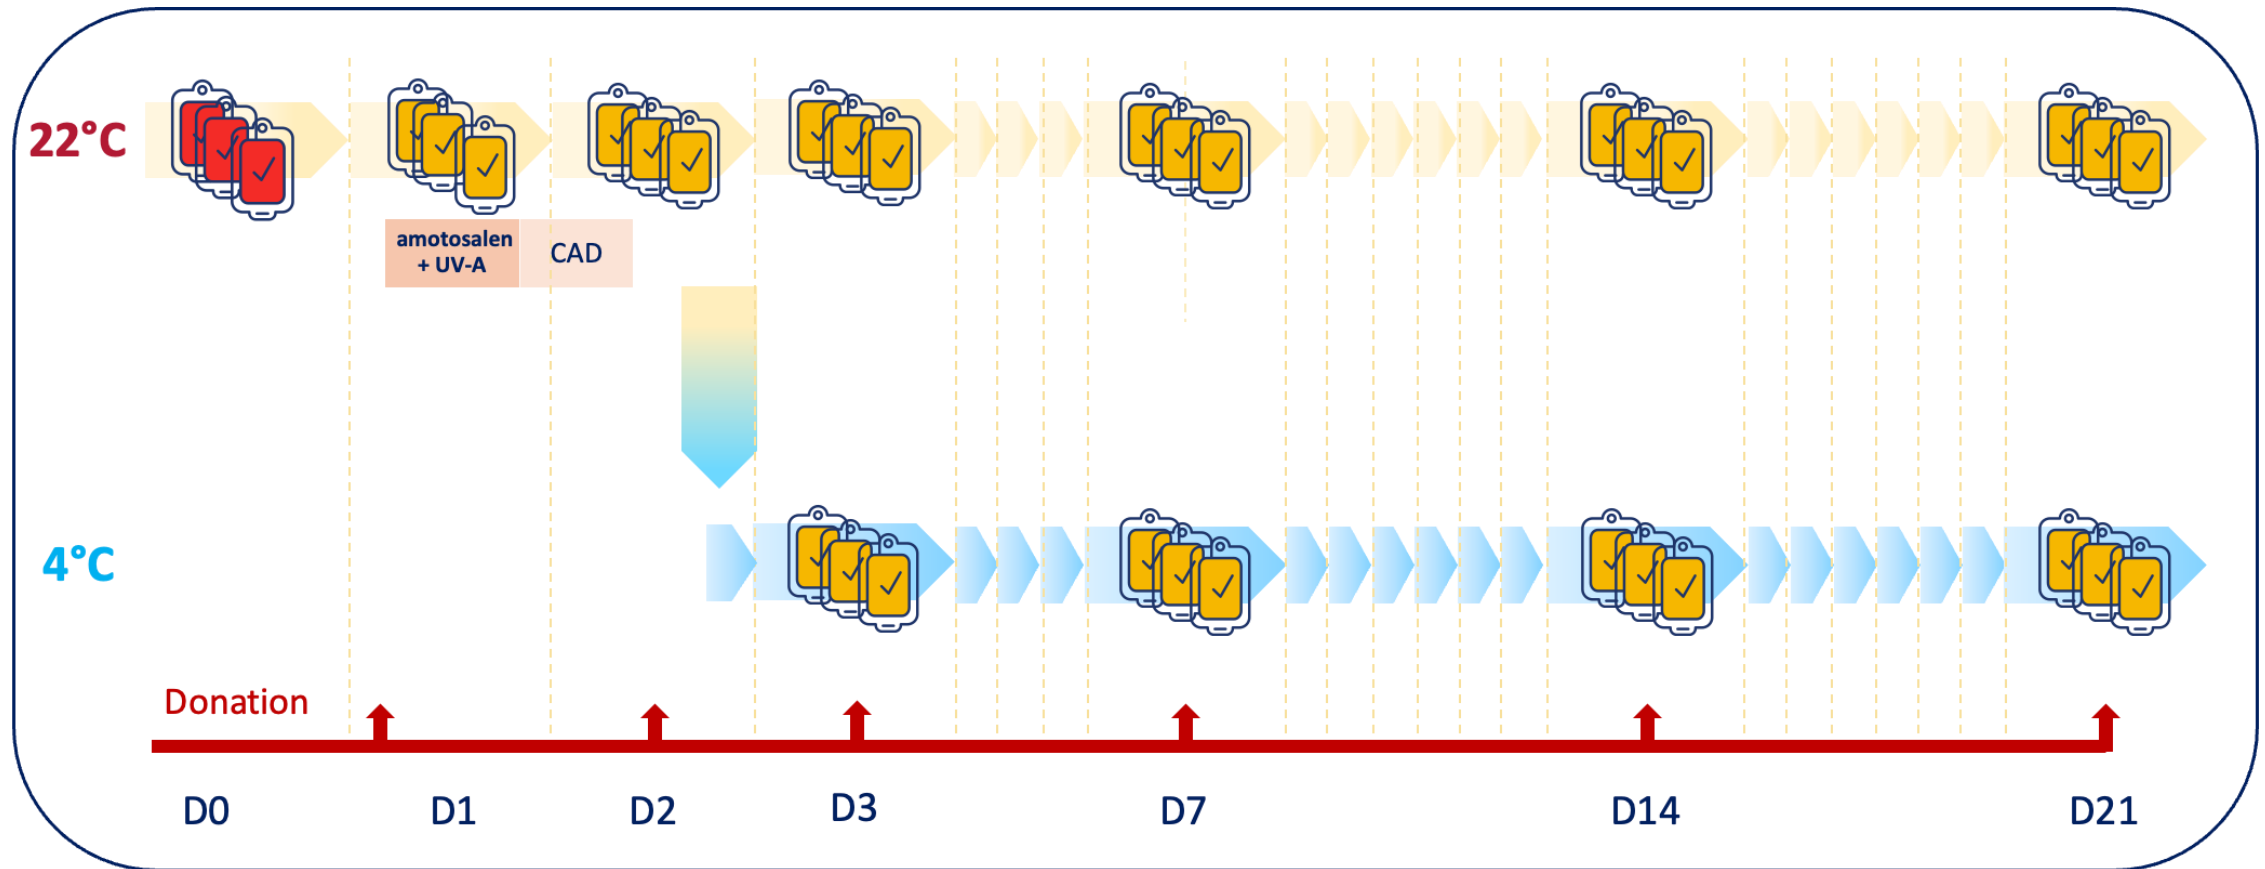 22°C
amotosalen
+ UV-A
CAD
4°C
Donation
D0 D1 D2 D3 D7 D14 D21